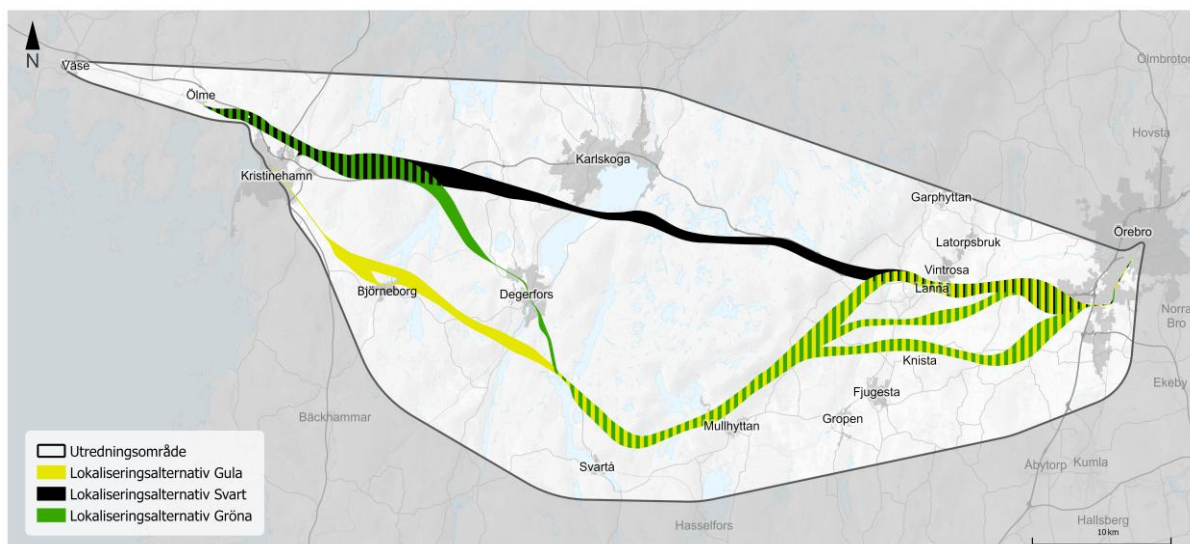 N
Väse
Ölme
Ölmbrotorp
Hovsta
Karlskoga
Kristinehamn
Garphyttan
Örebro
Latorpsbruk
Vintrosa
Lanna
Björneborg
Degerfors
Norra
Bro
Knista
Fjugesta
Ekeby
Bäckhammar
Gropen
Mullhyttan
Svartå
Åbytorp
Kumla
Hasselfors
Hallsberg
10 km
Utredningsområde
Lokaliseringsalternativ Gula
Lokaliseringsalternativ Svart
Lokaliseringsalternativ Gröna